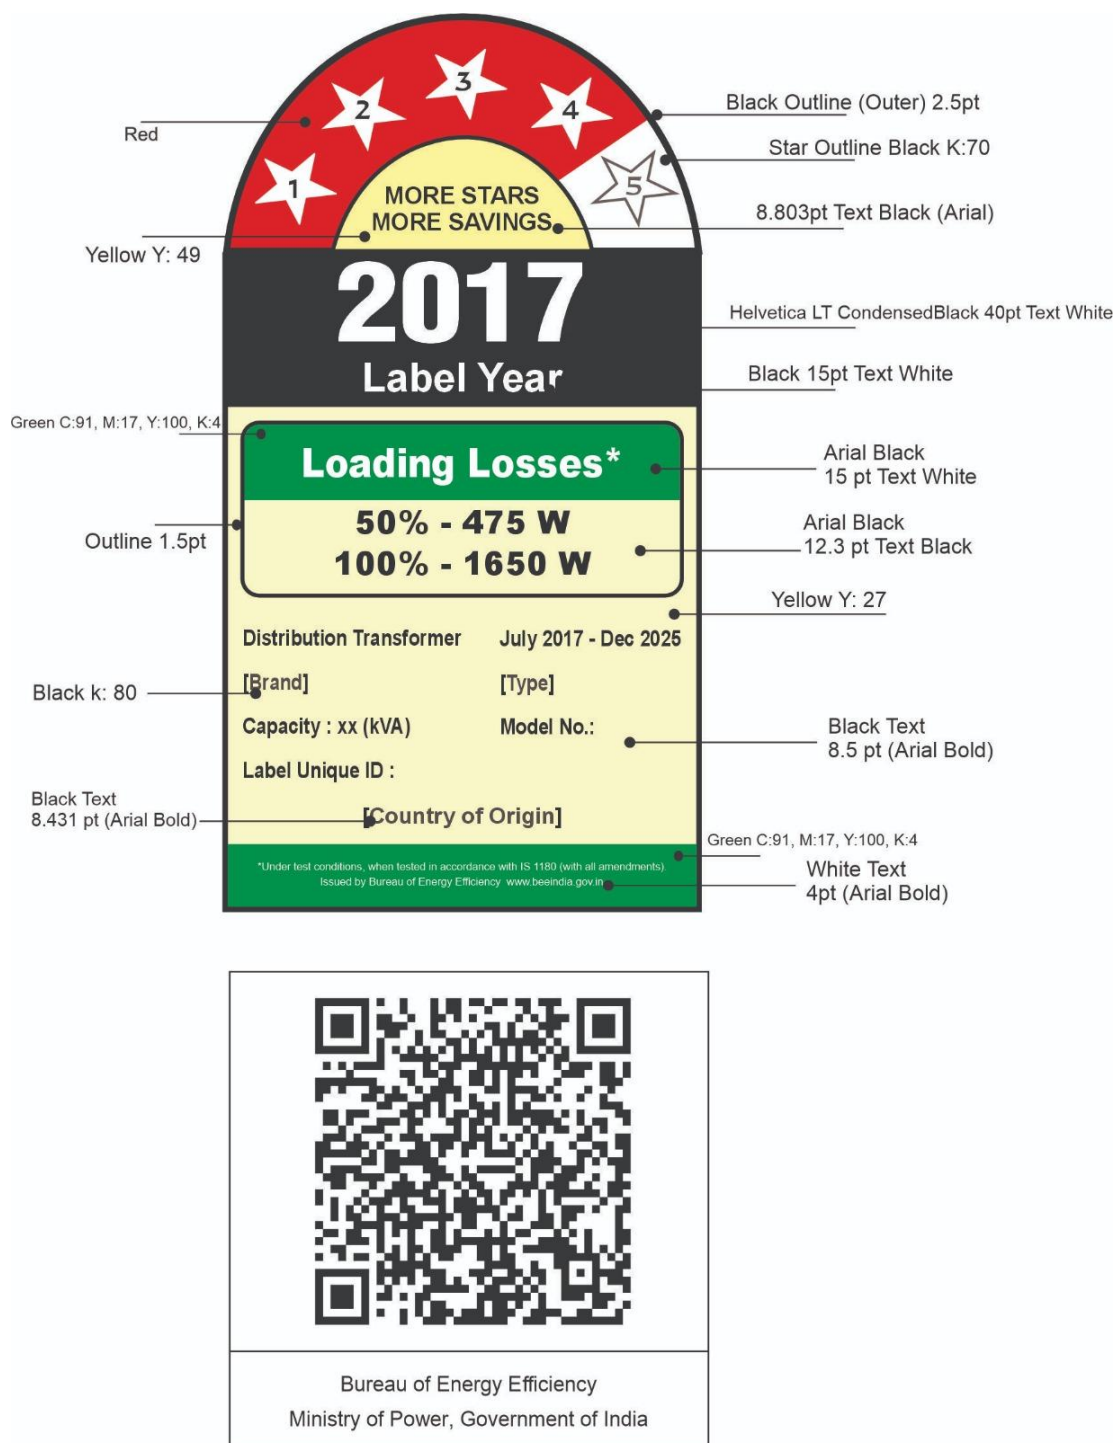 3
2
4
Black Outline (Outer) 2.5pt
Red
Star Outline Black K:70
1
MORE STARS
5
MORE SAVINGS
8.803pt Text Black (Arial)
Yellow Y: 49
2017
Helvetica LT CondensedBlack 40pt Text White
Label Year
Black 15pt Text White
Green C:91, M:17, Y:100, K:4
Loading Losses*
Arial Black
15 pt Text White
50% - 475 W
Arial Black
12.3 pt Text Black
Outline 1.5pt
100% - 1650 W
Yellow Y: 27
Distribution Transformer July 2017 - Dec 2025
[Brand] [Type]
Black k: 80
Capacity : xx (kVA) Model No.:
Black Text
8.5 pt (Arial Bold)
Label Unique ID :
Black Text
8.431 pt (Arial Bold)
[Country of Origin]
Green C:91, M:17, Y:100, K:4
*Under test conditions, when tested in accordance with IS 1180 (with all amendments).
Issued by Bureau of Energy Efficiency www.beeindia.gov.in
White Text
4pt (Arial Bold)
Bureau of Energy Efficiency
Ministry of Power, Government of India